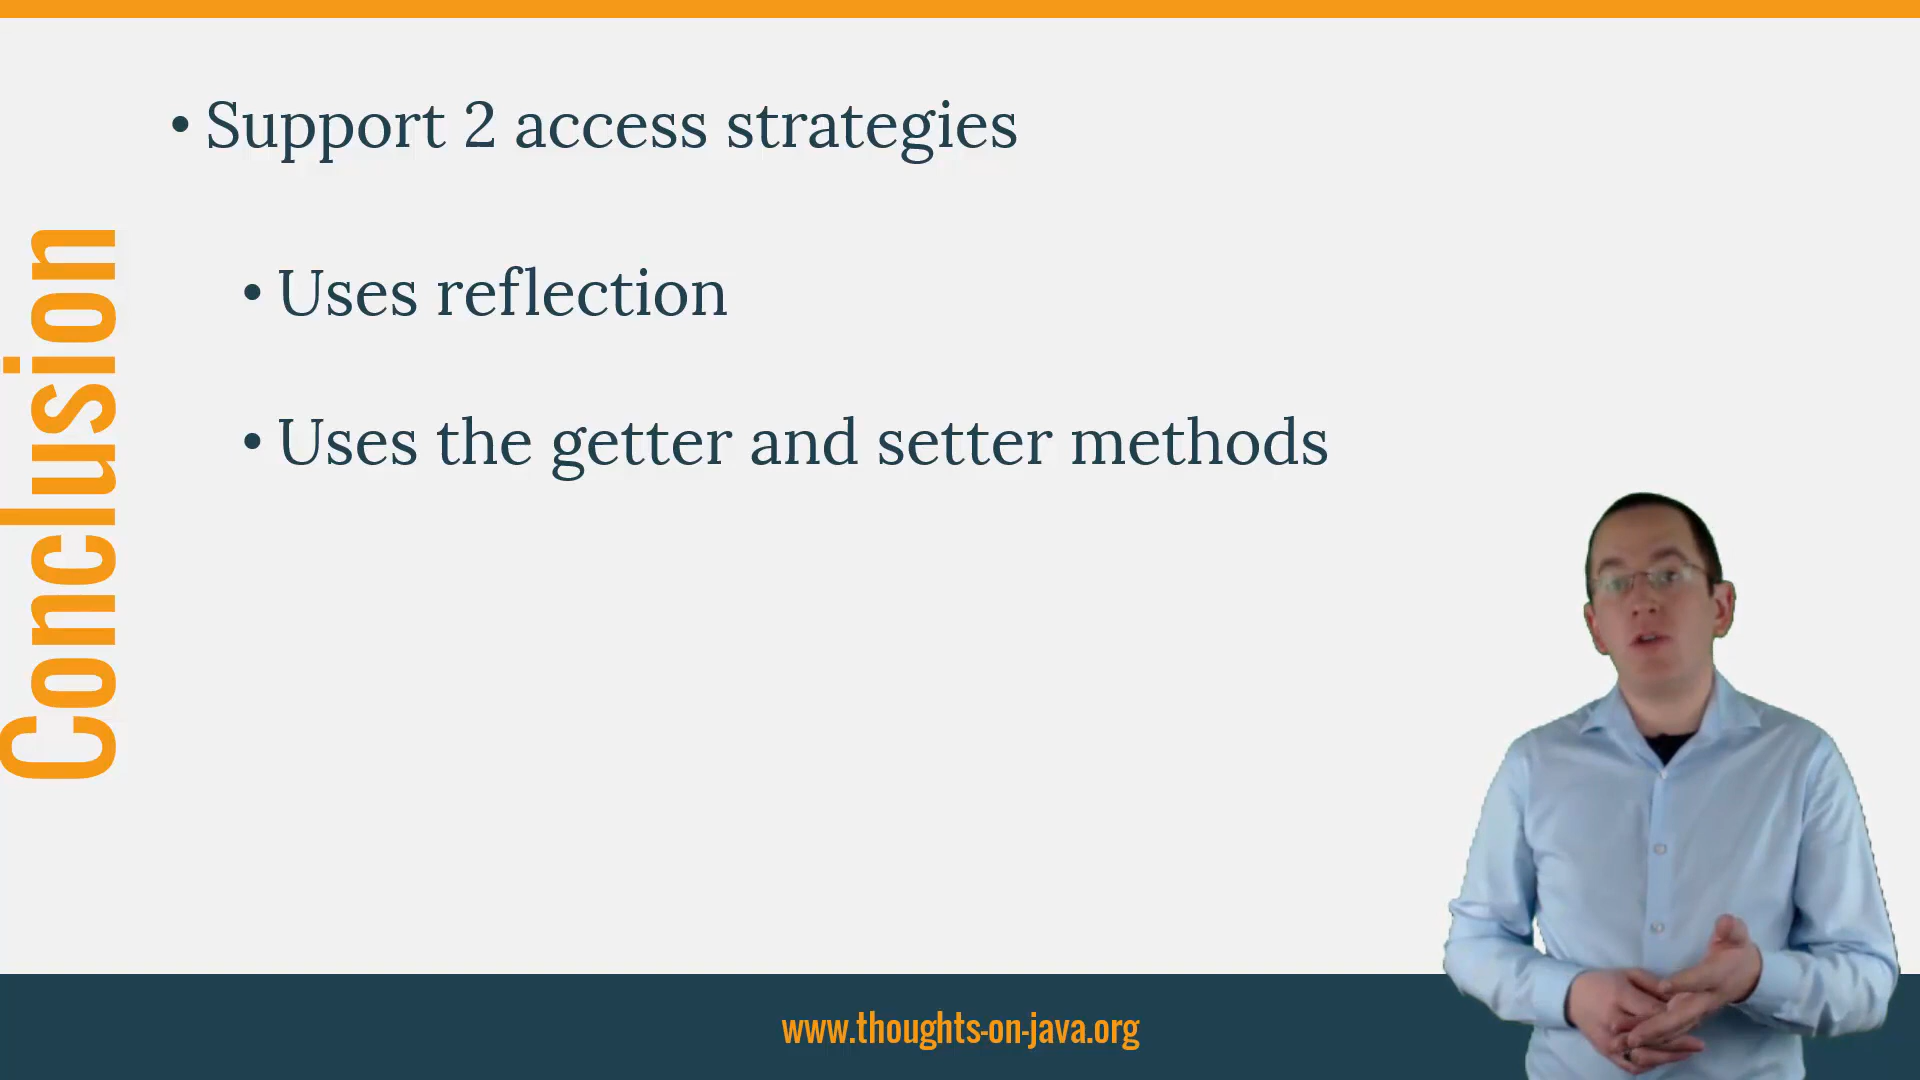 Conclusion
• Support 2 access strategies
• Uses reflection
• Uses the getter and setter methods
www.thoughts-on-java.org